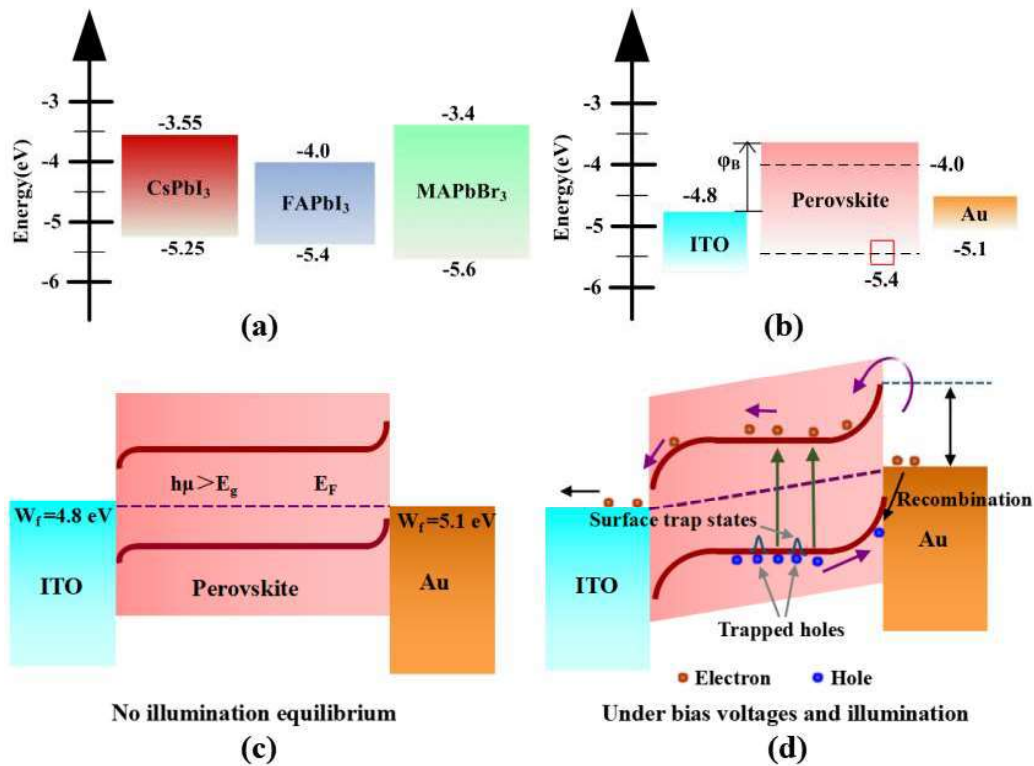 Energy(eV)
-3
-4
-5
-6
-3.55
CsPbI₃
-5.25
-4.0
FAPbI₃
-5.4
-3.4
MAPbBr₃
-5.6
(a)
Energy(eV)
-3
-4
-5
-6
-4.8
ITO
φB
Perovskite
-5.4
-4.0
Au
-5.1
(b)
hμ＞Eg
EF
Wf=4.8 eV
Wf=5.1 eV
ITO
Perovskite
Au
No illumination equilibrium
(c)
Recombination
Surface trap states
ITO
Au
Trapped holes
Electron
Hole
Under bias voltages and illumination
(d)